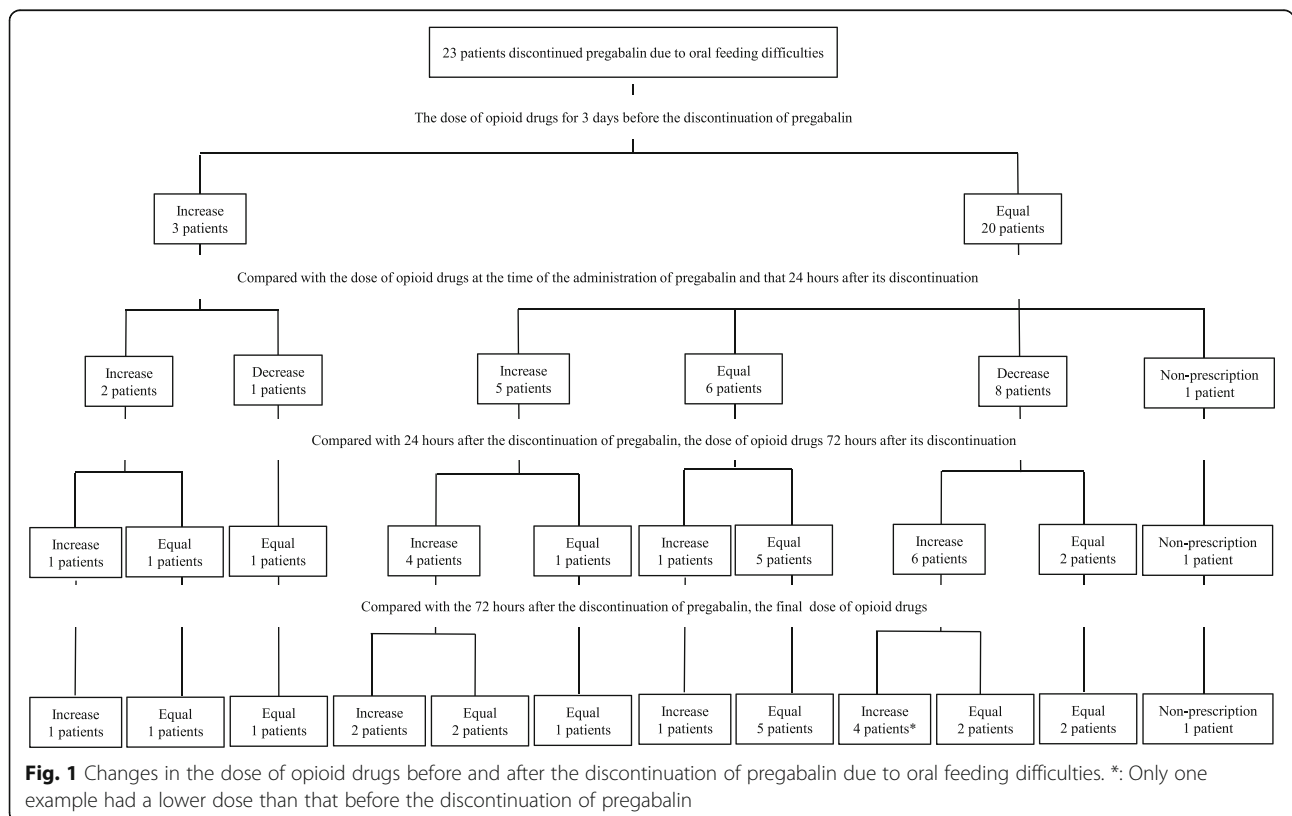 23 patients discontinued pregabalin due to oral feeding difficulties
The dose of opioid drugs for 3 days before the discontinuation of pregabalin
Increase
3 patients
Equal
20 patients
Compared with the dose of opioid drugs at the time of the administration of pregabalin and that 24 hours after its discontinuation
Increase
2 patients
Decrease
1 patients
Increase
5 patients
Equal
6 patients
Decrease
8 patients
Non-prescription
1 patient
Compared with 24 hours after the discontinuation of pregabalin, the dose of opioid drugs 72 hours after its discontinuation
Increase
1 patients
Equal
1 patients
Equal
1 patients
Increase
4 patients
Equal
1 patients
Increase
1 patients
Equal
5 patients
Increase
6 patients
Equal
2 patients
Non-prescription
1 patient
Compared with the 72 hours after the discontinuation of pregabalin, the final dose of opioid drugs
Increase
1 patients
Equal
1 patients
Equal
1 patients
Increase
2 patients
Equal
2 patients
Equal
1 patients
Increase
1 patients
Equal
5 patients
Increase
4 patients*
Equal
2 patients
Equal
2 patients
Non-prescription
1 patient
Fig. 1 Changes in the dose of opioid drugs before and after the discontinuation of pregabalin due to oral feeding difficulties. *: Only one
example had a lower dose than that before the discontinuation of pregabalin